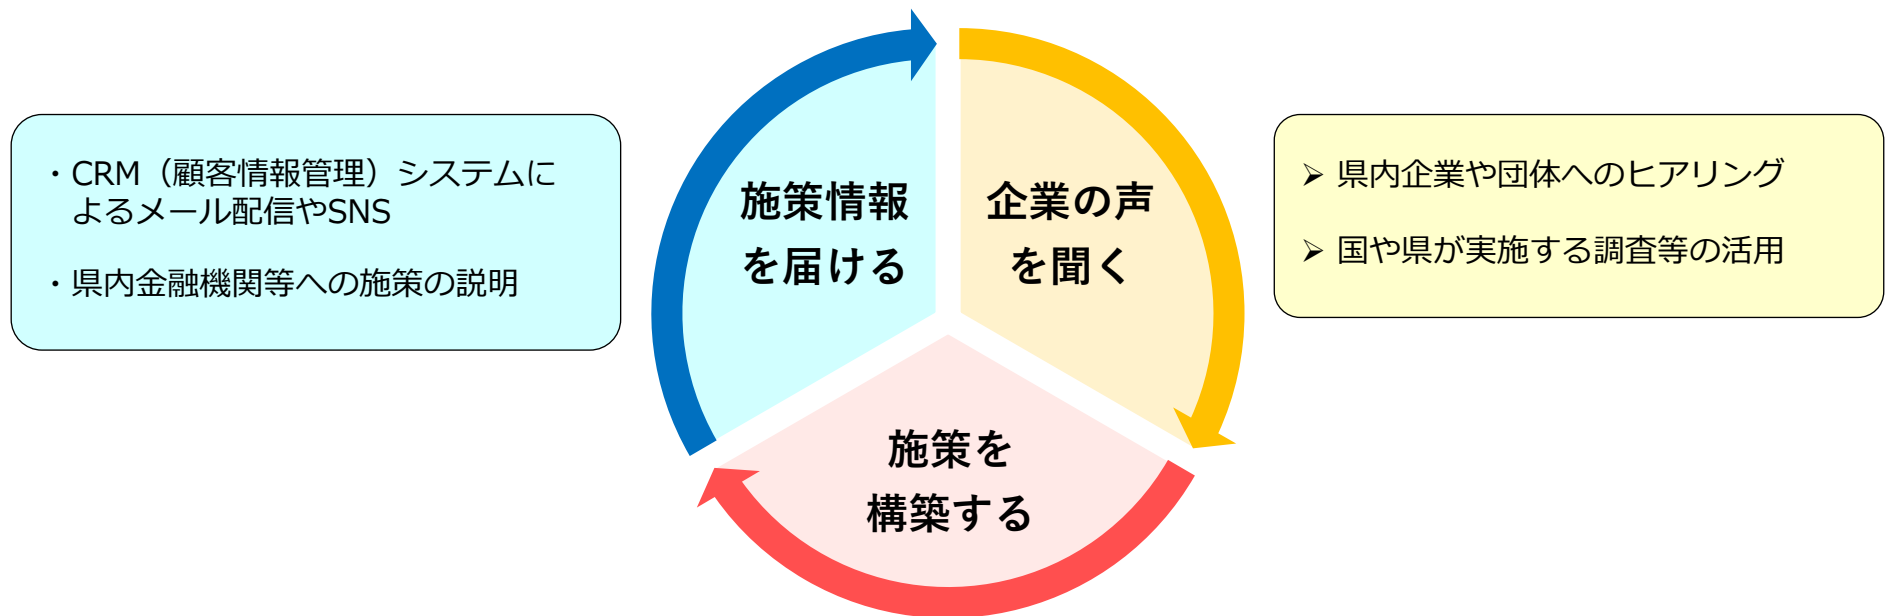 ・CRM（顧客情報管理）システムに
よるメール配信やSNS
・県内金融機関等への施策の説明
施策情報
を届ける
企業の声
を聞く
施策を
構築する
➢ 県内企業や団体へのヒアリング
➢ 国や県が実施する調査等の活用